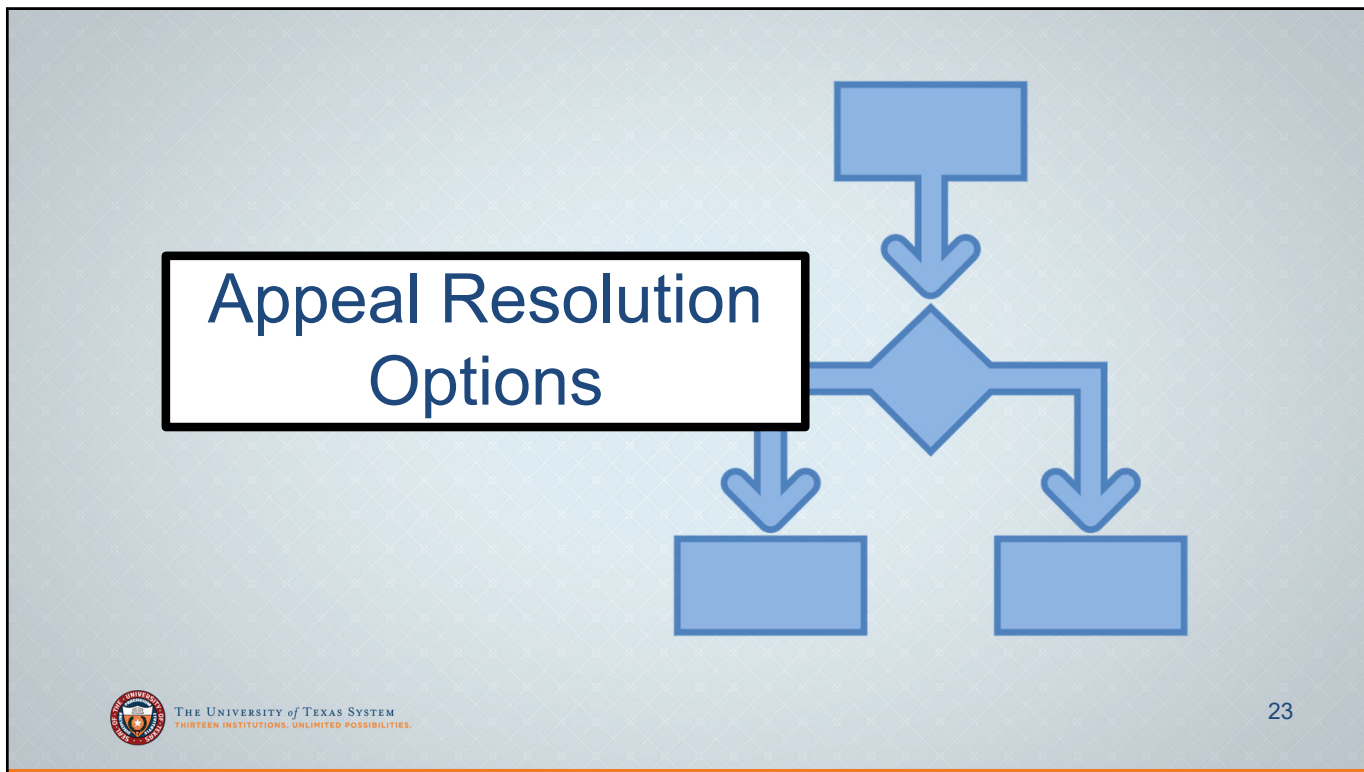 Appeal Resolution
Options
THE UNIVERSITY of TEXAS SYSTEM
THIRTEEN INSTITUTIONS. UNLIMITED POSSIBILITIES.
23